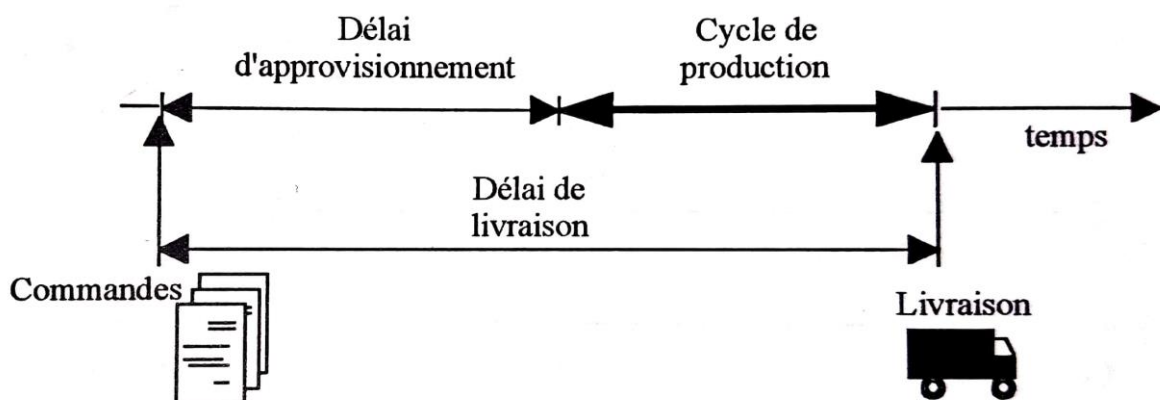 Délai
d'approvisionnement
Cycle de
production
temps
Délai de
livraison
Commandes
Livraison